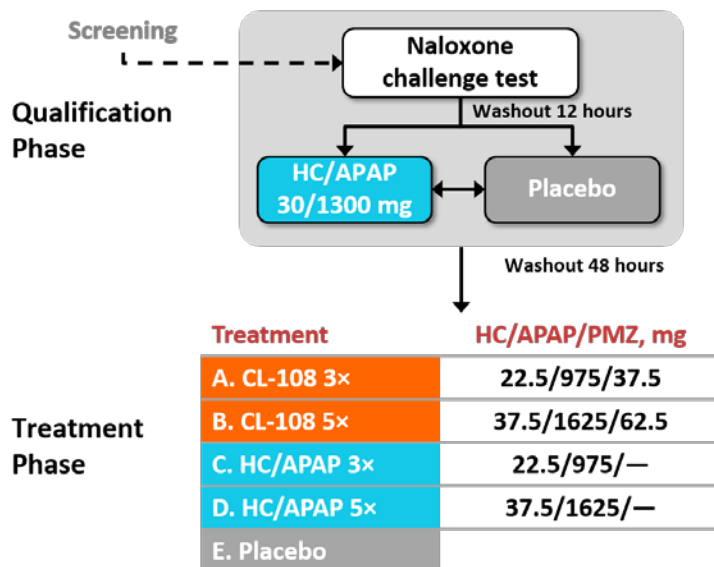 Screening
Naloxone
challenge test
Qualification
Phase
Washout 12 hours
HC/APAP
30/1300 mg
Placebo
Washout 48 hours
Treatment HC/APAP/PMZ, mg
A. CL-108 3× 22.5/975/37.5
B. CL-108 5× 37.5/1625/62.5
Treatment
Phase
C. HC/APAP 3× 22.5/975/—
D. HC/APAP 5× 37.5/1625/—
E. Placebo